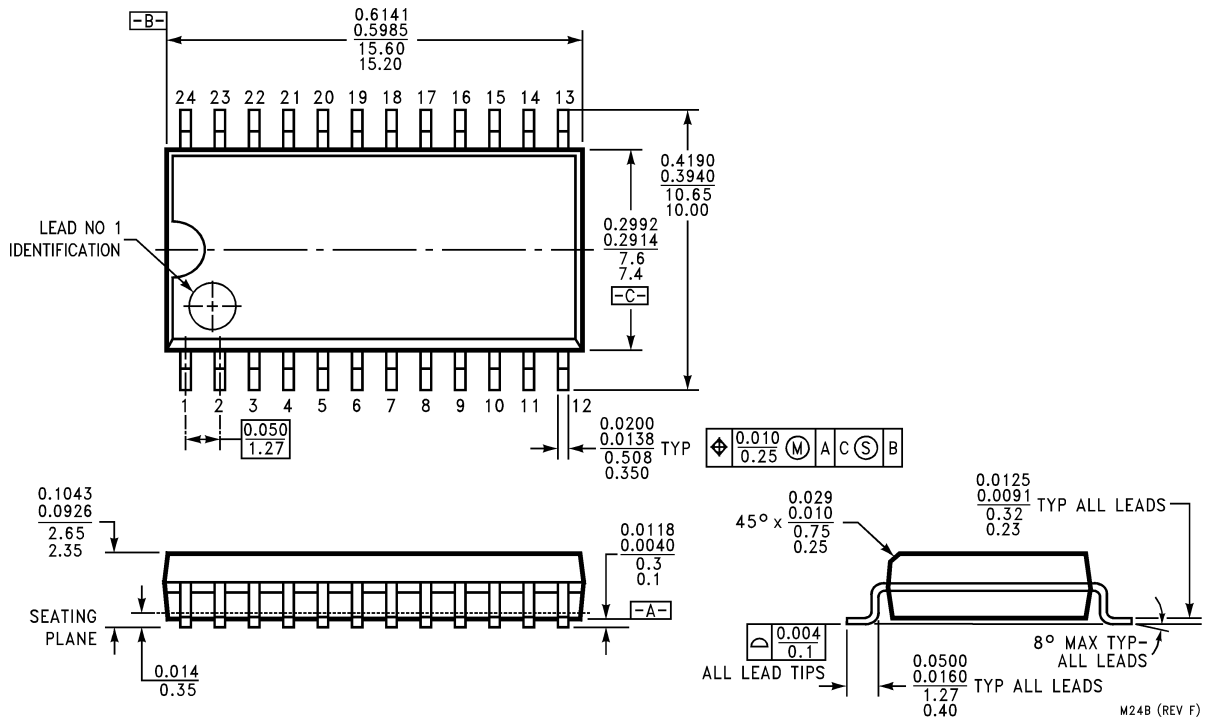 -B-
0.6141
0.5985
15.60
15.20
24 23 22 21 20 19 18 17 16 15 14 13
0.4190
0.3940
10.65
10.00
LEAD NO 1
IDENTIFICATION
0.2992
0.2914
7.6
7.4
-C-
1 2 3 4 5 6 7 8 9 10 11 12
0.050
1.27
0.0200
0.0138
0.508
0.350
TYP
0.010
0.25
M
A
C S
B
0.1043
0.0926
2.65
2.35
0.0118
0.0040
0.3
0.1
-A-
SEATING
PLANE
0.014
0.35
45° x
0.029
0.010
0.75
0.25
0.0125
0.0091
0.32
0.23
TYP ALL LEADS
0.004
0.1
ALL LEAD TIPS
0.0500
0.0160
1.27
0.40
TYP ALL LEADS
8° MAX TYP-
ALL LEADS
M24B (REV F)